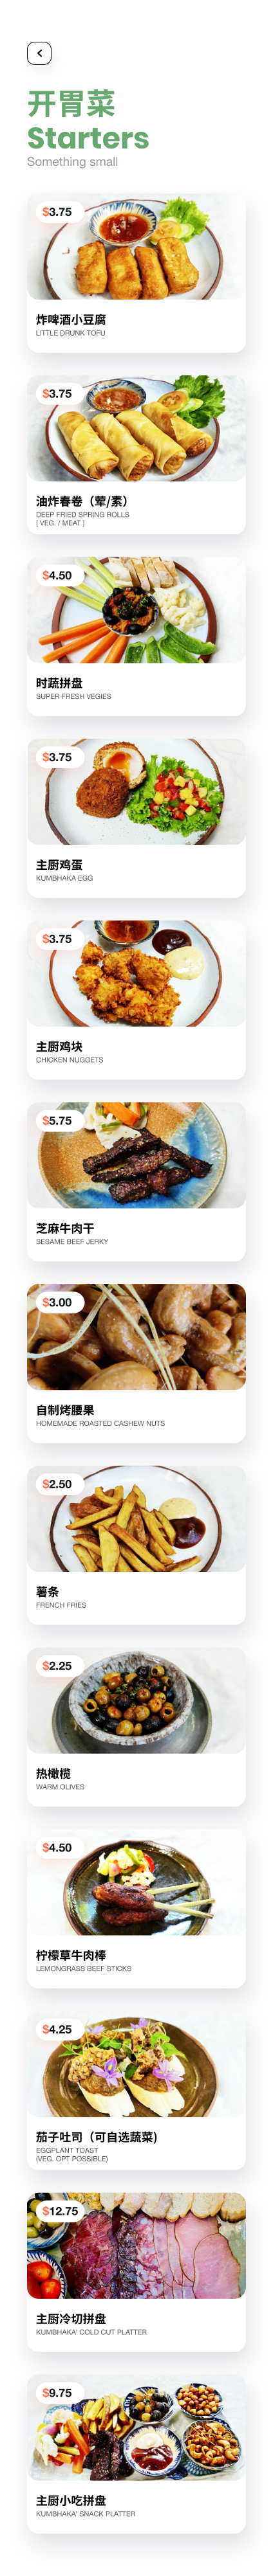 开胃菜
Starters
Something small
$3.75
炸啤酒小豆腐
LITTLE DRUNK TOFU
$3.75
油炸春卷（荤/素）
DEEP FRIED SPRING ROLLS
[ VEG. / MEAT ]
$4.50
时蔬拼盘
SUPER FRESH VEGIES
$3.75
主厨鸡蛋
KUMBHAKA EGG
$3.75
主厨鸡块
CHICKEN NUGGETS
$5.75
芝麻牛肉干
SESAME BEEF JERKY
$3.00
自制烤腰果
HOMEMADE ROASTED CASHEW NUTS
$2.50
薯条
FRENCH FRIES
$2.25
热橄榄
WARM OLIVES
$4.50
柠檬草牛肉棒
LEMONGRASS BEEF STICKS
$4.25
茄子吐司（可自选蔬菜)
EGGPLANT TOAST
(VEG. OPT POSSIBLE)
$12.75
主厨冷切拼盘
KUMBHAKA' COLD CUT PLATTER
$9.75
主厨小吃拼盘
KUMBHAKA' SNACK PLATTER